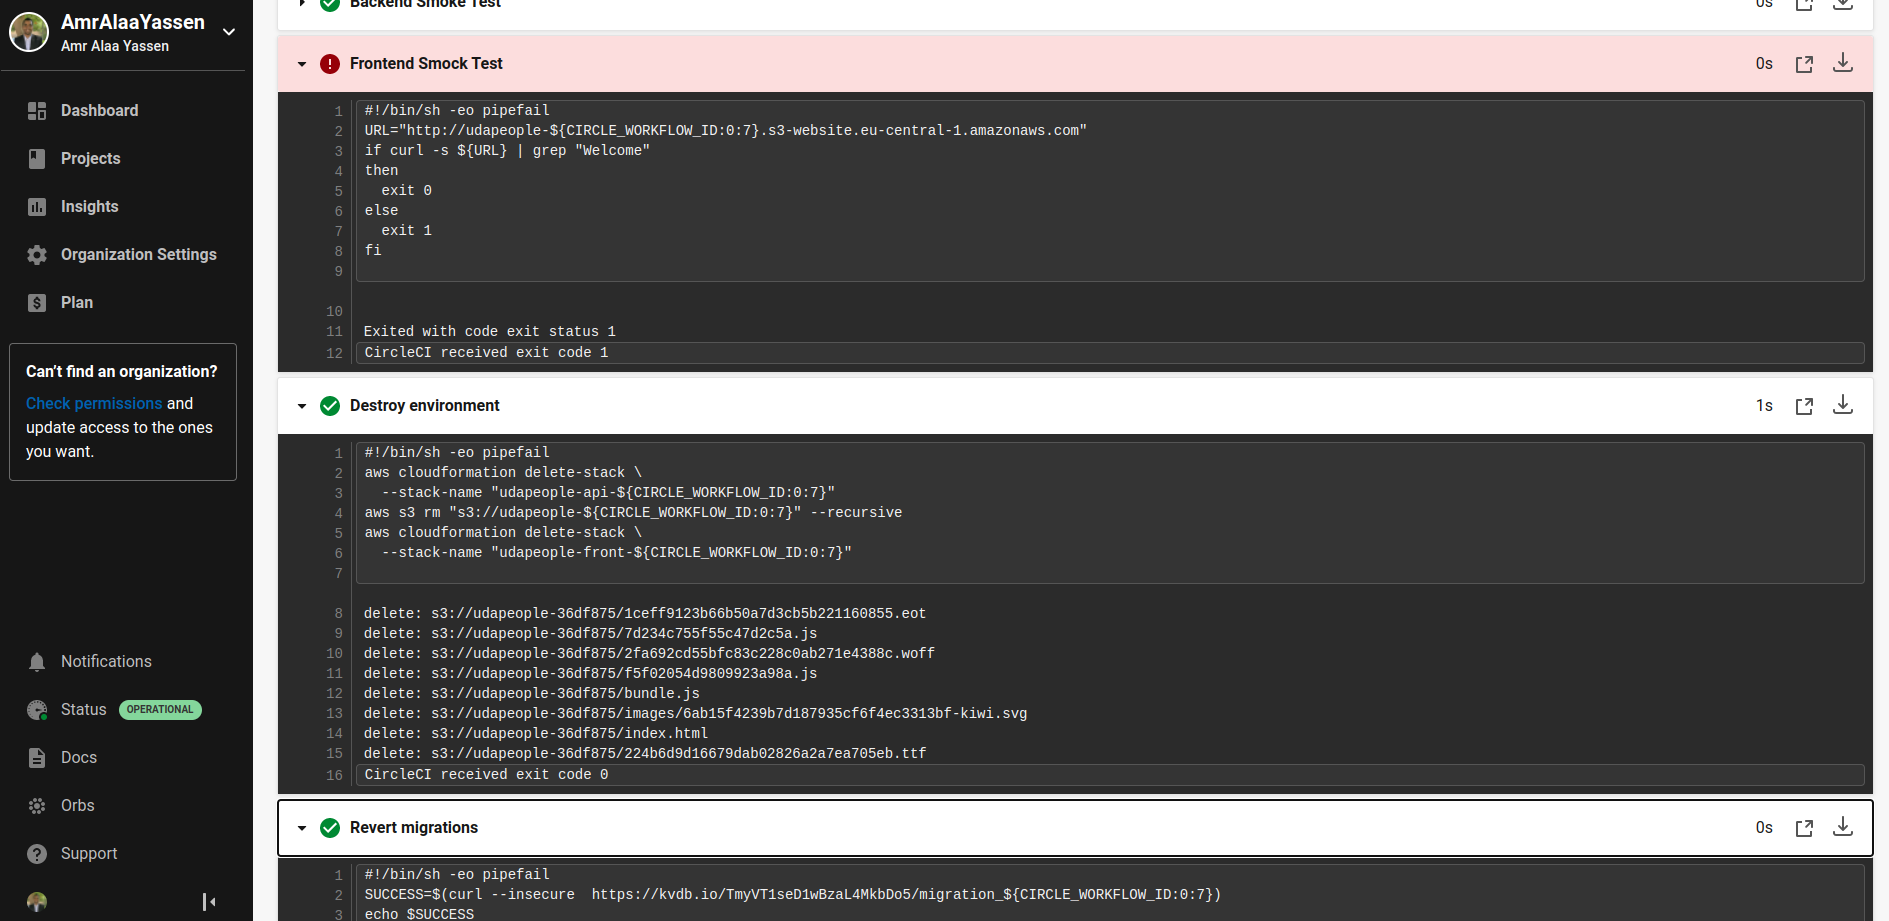 AmrAlaaYassen
Amr Alaa Yassen
Dashboard
Projects
Insights
Organization Settings
Plan
Can't find an organization?
Check permissions and
update access to the ones
you want.
Notifications
Status OPERATIONAL
Docs
Orbs
Support
Backend Smoke Test 0s
Frontend Smock Test 0s
1 #!/bin/sh -eo pipefail
2 URL="http://udapeople-${CIRCLE_WORKFLOW_ID:0:7}.s3-website.eu-central-1.amazonaws.com"
3 if curl -s ${URL} | grep "Welcome"
4 then
5 exit 0
6 else
7 exit 1
8 fi
9
10
11 Exited with code exit status 1
12 CircleCI received exit code 1
Destroy environment 1s
1 #!/bin/sh -eo pipefail
2 aws cloudformation delete-stack \
3 --stack-name "udapeople-api-${CIRCLE_WORKFLOW_ID:0:7}"
4 aws s3 rm "s3://udapeople-${CIRCLE_WORKFLOW_ID:0:7}" --recursive
5 aws cloudformation delete-stack \
6 --stack-name "udapeople-front-${CIRCLE_WORKFLOW_ID:0:7}"
7
8 delete: s3://udapeople-36df875/1ceff9123b66b50a7d3cb5b221160855.eot
9 delete: s3://udapeople-36df875/7d234c755f55c47d2c5a.js
10 delete: s3://udapeople-36df875/2fa692cd55bfc83c228c0ab271e4388c.woff
11 delete: s3://udapeople-36df875/f5f02054d9809923a98a.js
12 delete: s3://udapeople-36df875/bundle.js
13 delete: s3://udapeople-36df875/images/6ab15f4239b7d187935cf6f4ec3313bf-kiwi.svg
14 delete: s3://udapeople-36df875/index.html
15 delete: s3://udapeople-36df875/224b6d9d16679dab02826a2a7ea705eb.ttf
16 CircleCI received exit code 0
Revert migrations 0s
1 #!/bin/sh -eo pipefail
2 SUCCESS=$(curl --insecure  https://kvdb.io/TmyVT1seD1wBzaL4MkbDo5/migration_${CIRCLE_WORKFLOW_ID:0:7})
3 echo $SUCCESS